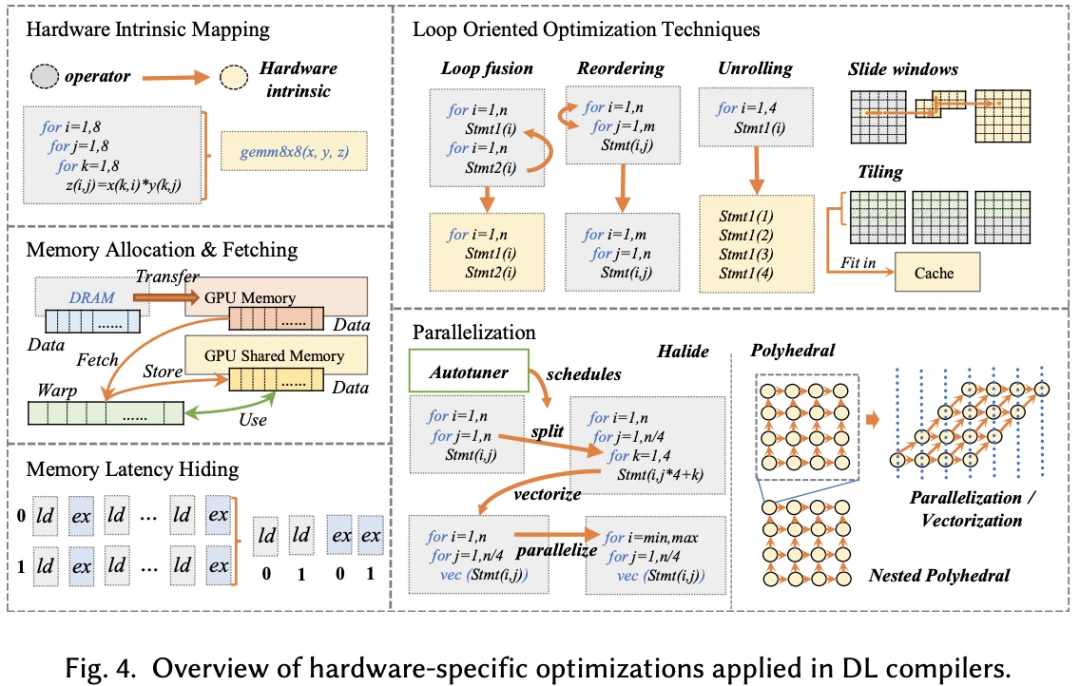 Hardware Intrinsic Mapping
operator
Hardware
intrinsic
for i=1,8
for j=1,8
for k=1,8
z(i,j)=x(k,i)*y(k,j)
gemm8x8(x, y, z)
Memory Allocation & Fetching
Transfer
DRAM
GPU Memory
......
......
Data
Data
Fetch
GPU Shared Memory
Store
......
Data
Warp
......
Use
Memory Latency Hiding
0 ld ex ld ... ld ex
1 ld ex ld ... ld ex
ld ld ex ex
0 1 0 1
Loop Oriented Optimization Techniques
Loop fusion
for i=1,n
Stmt1(i)
for i=1,n
Stmt2(i)
for i=1,n
Stmt1(i)
Stmt2(i)
Reordering
for i=1,n
for j=1,m
Stmt(i,j)
for i=1,m
for j=1,n
Stmt(i,j)
Unrolling
for i=1,4
Stmt1(i)
Stmt1(1)
Stmt1(2)
Stmt1(3)
Stmt1(4)
Slide windows
Tiling
Fit in
Cache
Parallelization
Halide
Autotuner
schedules
for i=1,n
for j=1,n
Stmt(i,j)
split
for i=1,n
for j=1,n/4
for k=1,4
Stmt(i,j*4+k)
vectorize
for i=1,n
for j=1,n/4
vec (Stmt(i,j))
parallelize
for i=min,max
for j=1,n/4
vec (Stmt(i,j))
Polyhedral
Parallelization /
Vectorization
Nested Polyhedral
Fig. 4. Overview of hardware-specific optimizations applied in DL compilers.